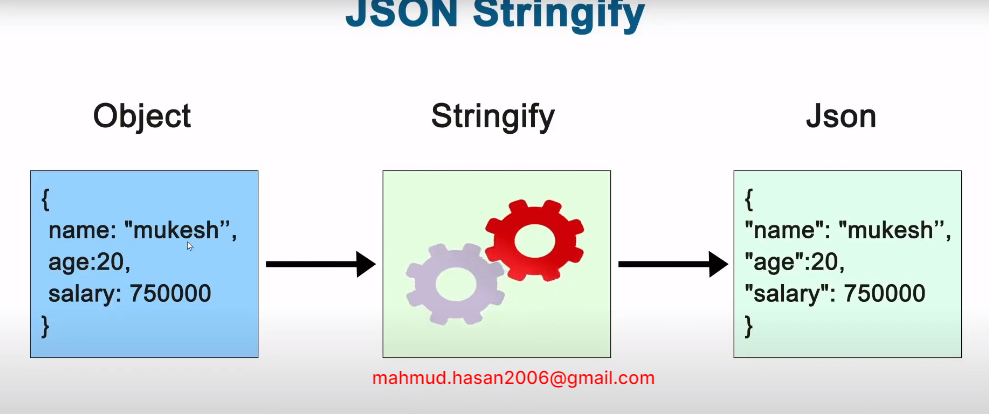 JSON Stringify
Object
Stringify
Json
{
name: "mukesh’’,
age:20,
salary: 750000
}
{
"name": "mukesh’’,
"age":20,
"salary": 750000
}
mahmud.hasan2006@gmail.com